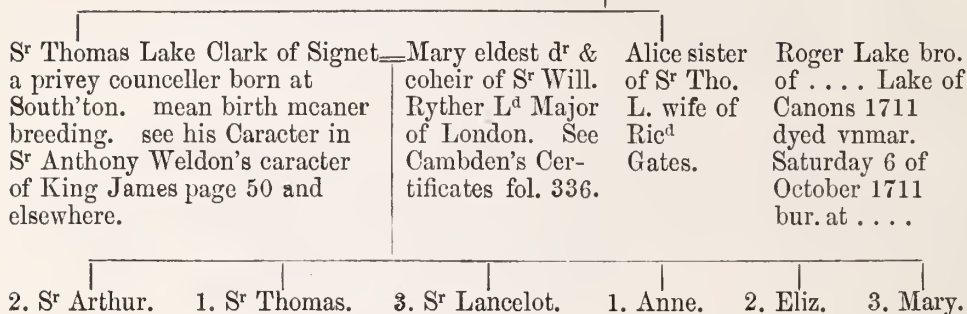 Sʳ Thomas Lake Clark of Signet
a privey counceller born at
South'ton. mean birth mcaner
breeding. see his Caracter in
Sʳ Anthony Weldon's caracter
of King James page 50 and
elsewhere.
Mary eldest dʳ &
coheir of Sʳ Will.
Ryther Lᵈ Major
of London. See
Cambden's Cer-
tificates fol. 336.
Alice sister
of Sʳ Tho.
L. wife of
Ricᵈ
Gates.
Roger Lake bro.
of .... Lake of
Canons 1711
dyed vnmar.
Saturday 6 of
October 1711
bur. at ....
2. Sʳ Arthur. 1. Sʳ Thomas. 3. Sʳ Lancelot. 1. Anne. 2. Eliz. 3. Mary.